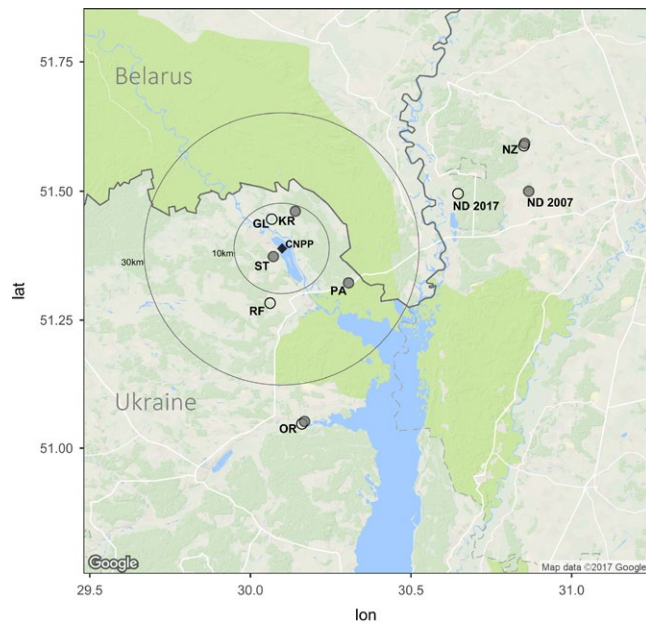 51.75
Belarus
NZ
51.50
ND 2017
ND 2007
GL
KR
CNPP
30km
10km
ST
PA
51.25
RF
lat
Ukraine
OR
51.00
Google
Map data ©2017 Google
29.5
30.0
30.5
31.0
lon